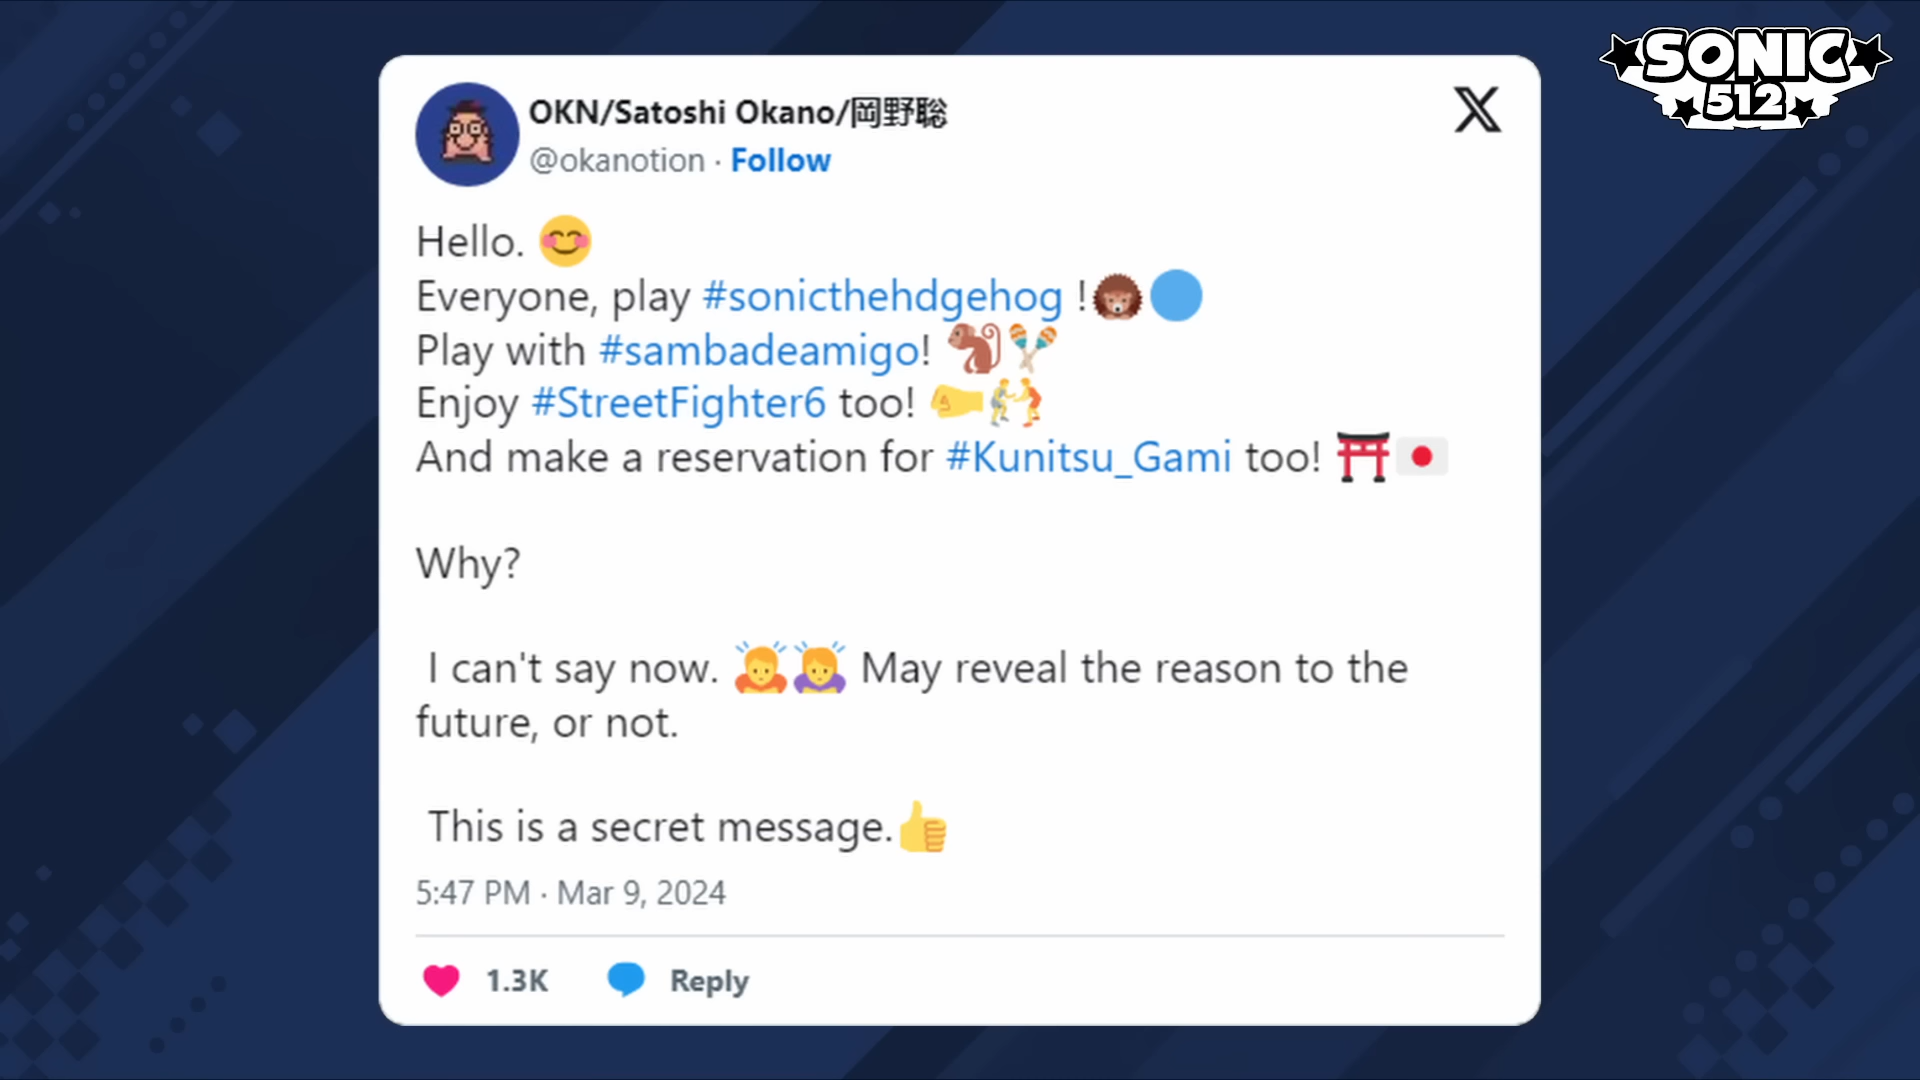 SONIC
512
OKN/Satoshi Okano/岡野聡
@okanotion · Follow
Hello. 😊
Everyone, play #sonicthehdgehog !🦔🔵
Play with #sambadeamigo! 🐒🪇
Enjoy #StreetFighter6 too! 🤛🤼
And make a reservation for #Kunitsu_Gami too! ⛩🇯🇵
Why?
I can't say now. 🙇‍♂️🙇‍♀️ May reveal the reason to the
future, or not.
This is a secret message.👍
5:47 PM · Mar 9, 2024
1.3K Reply